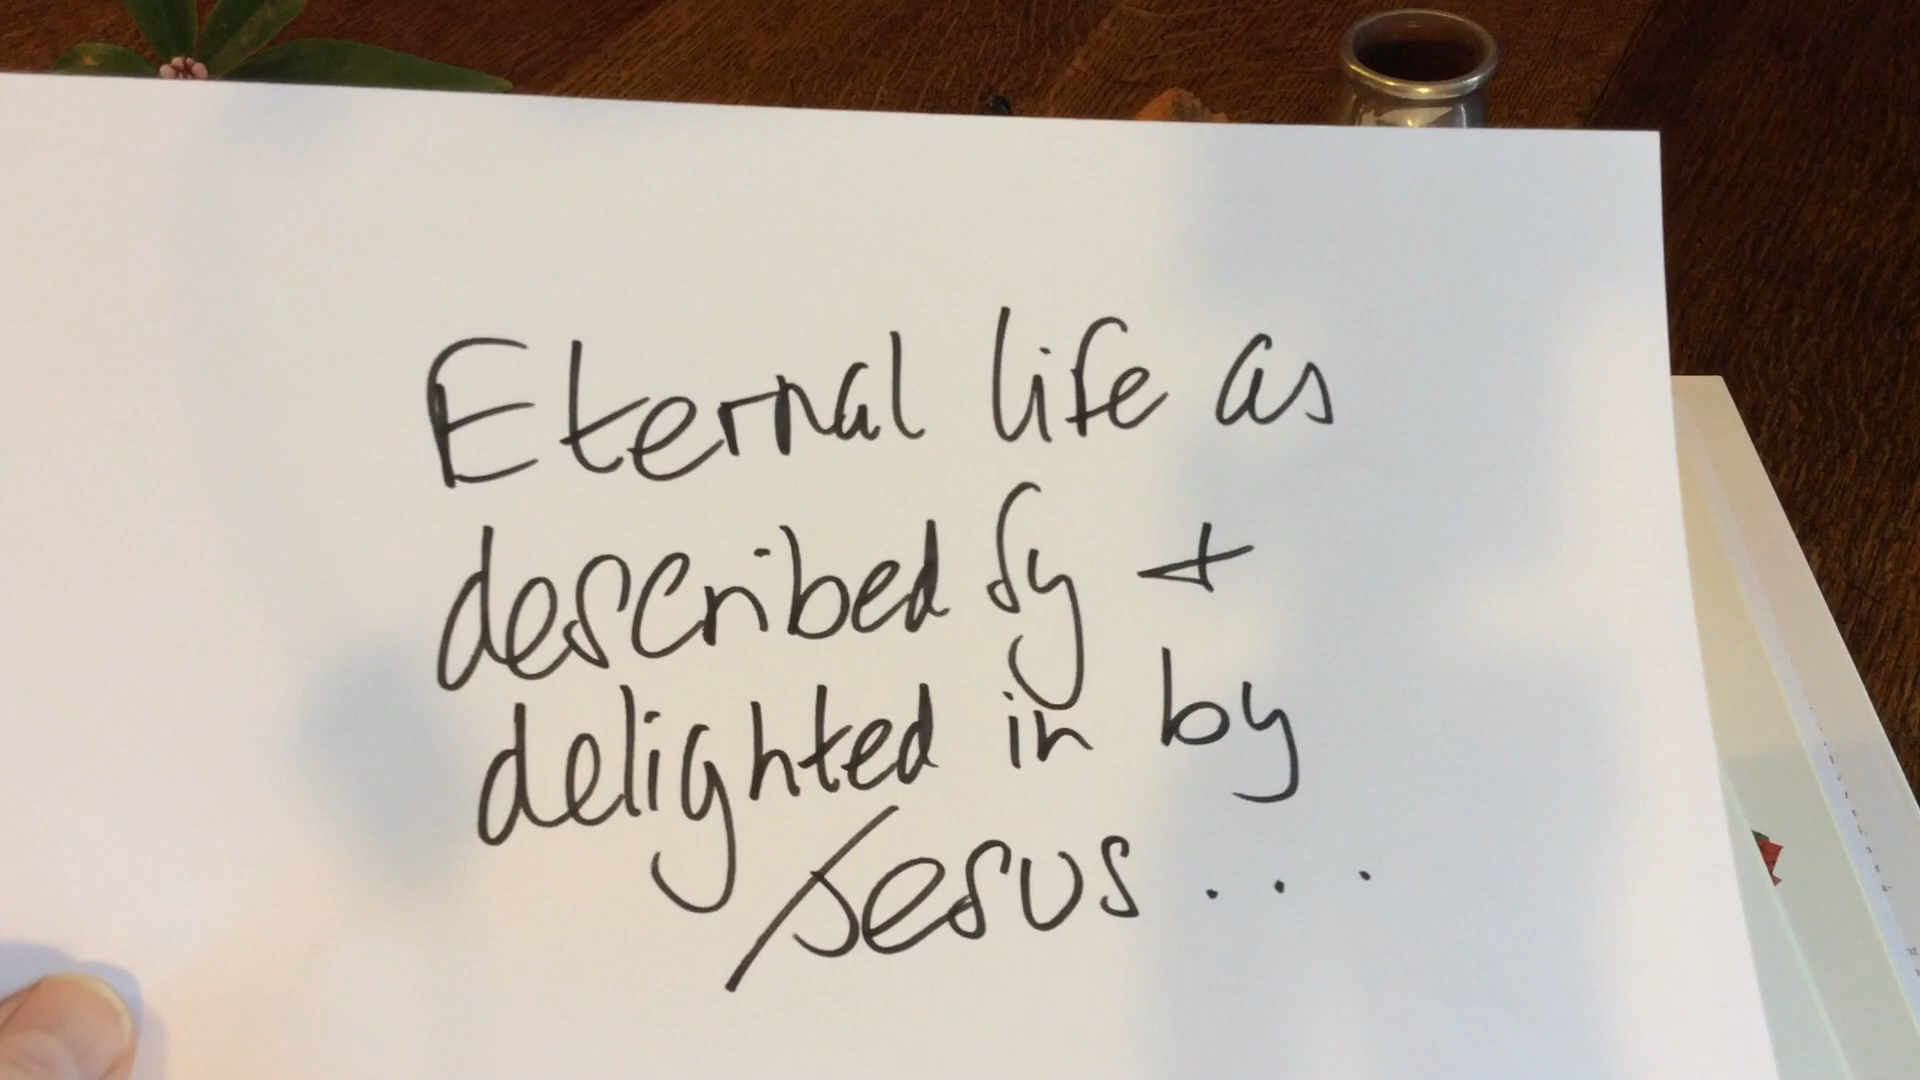 Eternal life as
described by +
delighted in by
Jesus...